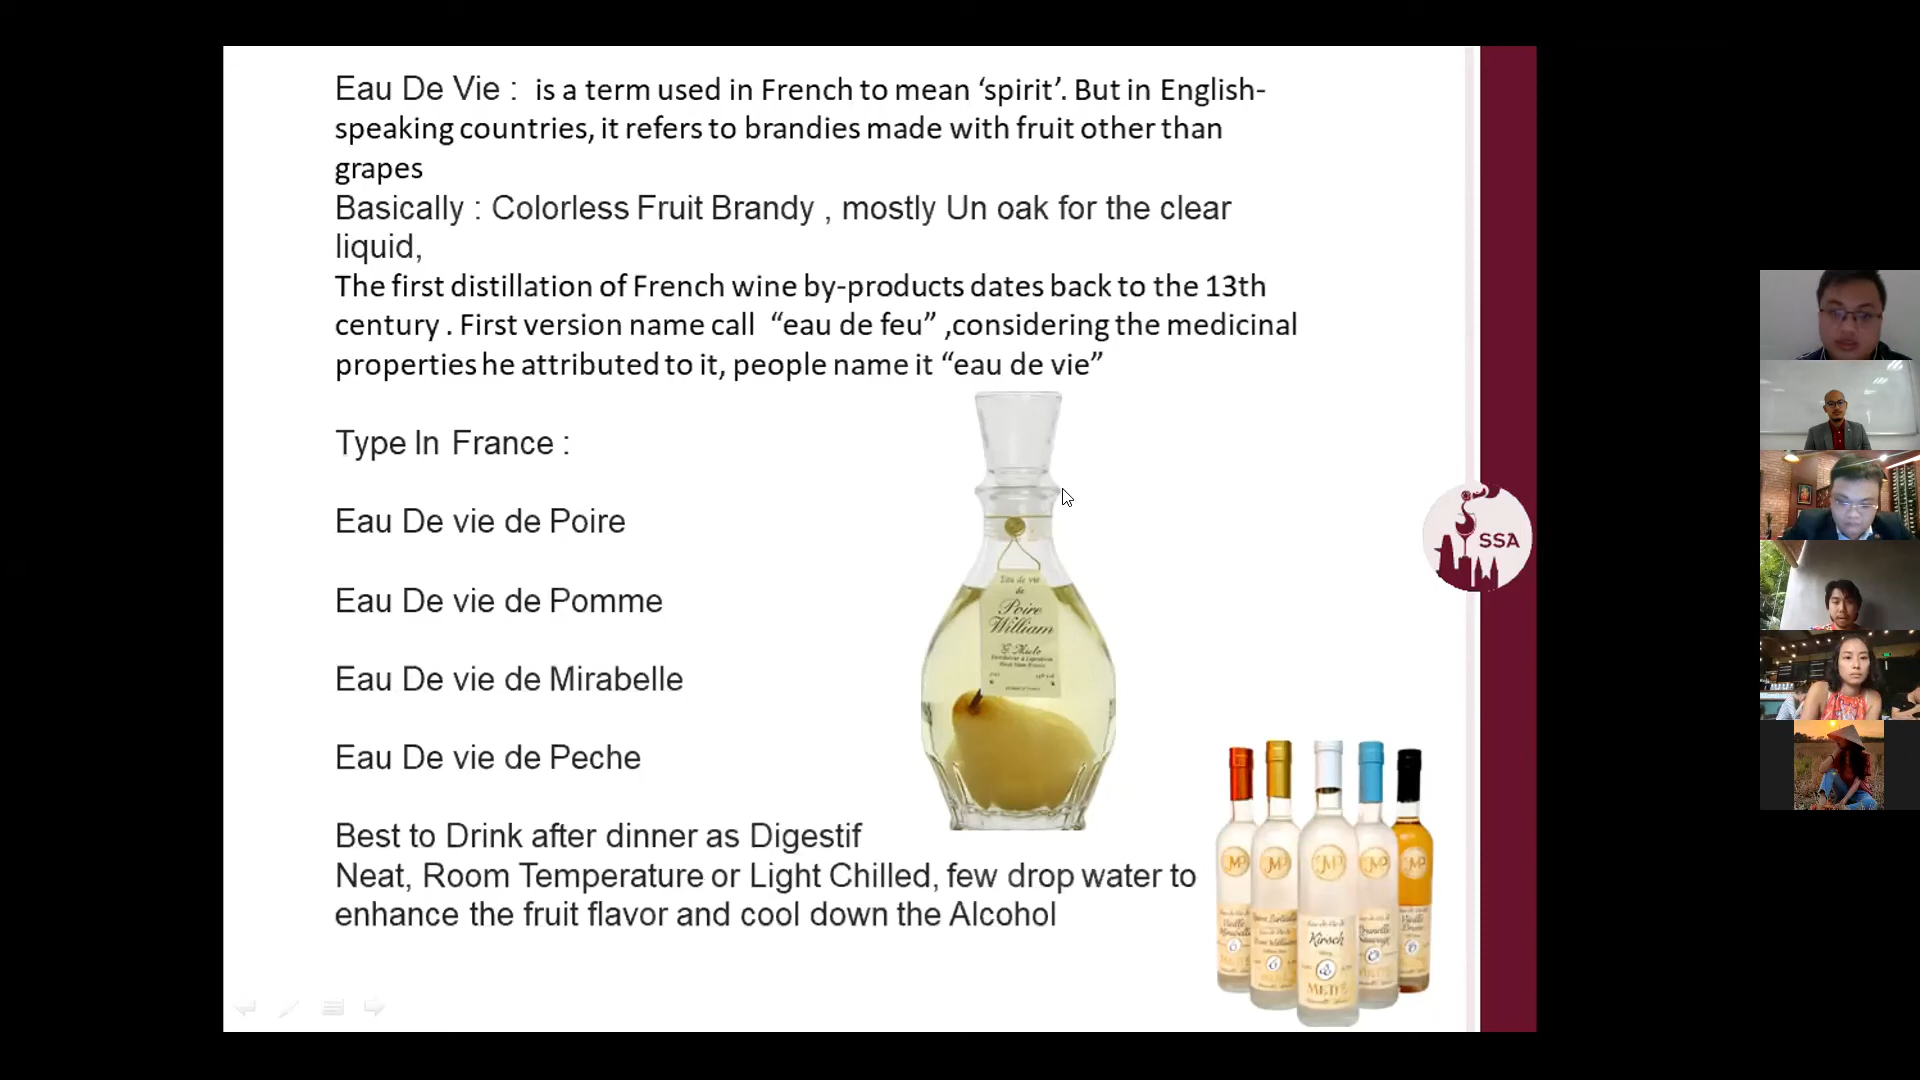 Eau De Vie : is a term used in French to mean ‘spirit’. But in English-
speaking countries, it refers to brandies made with fruit other than
grapes
Basically : Colorless Fruit Brandy , mostly Un oak for the clear
liquid,
The first distillation of French wine by-products dates back to the 13th
century . First version name call “eau de feu” ,considering the medicinal
properties he attributed to it, people name it “eau de vie”
Type In France :
Eau De vie de Poire
Eau De vie de Pomme
Eau De vie de Mirabelle
Eau De vie de Peche
Best to Drink after dinner as Digestif
Neat, Room Temperature or Light Chilled, few drop water to
enhance the fruit flavor and cool down the Alcohol
Eau de vie
de
Poire
William
SSA
Kirsch